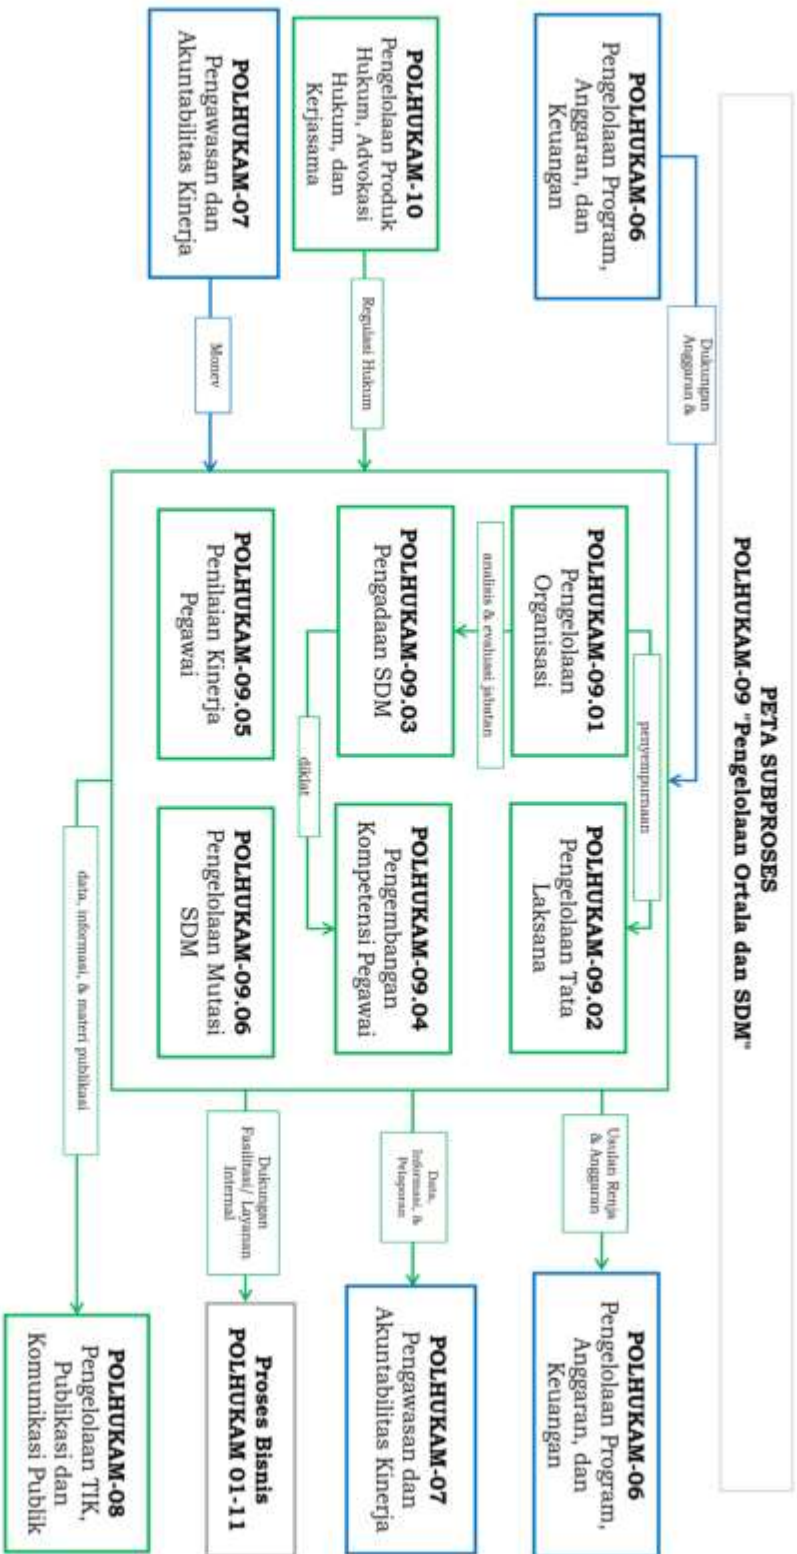 PETA SUBPROSES
POLHUKAM-09 "Pengelolaan Ortala dan SDM"
POLHUKAM-06
Pengelolaan Program,
Anggaran, dan
Keuangan
Dukungan
Anggaran &
POLHUKAM-10
Pengelolaan Produk
Hukum, Advokasi
Hukum, dan
Kerjasama
Regulasi Hukum
POLHUKAM-07
Pengawasan dan
Akuntabilitas Kinerja
Monev
POLHUKAM-09.01
Pengelolaan
Organisasi
penyempurnaan
POLHUKAM-09.02
Pengelolaan Tata
Laksana
analisis & evaluasi jabatan
POLHUKAM-09.03
Pengadaan SDM
diklat
POLHUKAM-09.04
Pengembangan
Kompetensi Pegawai
POLHUKAM-09.05
Penilaian Kinerja
Pegawai
POLHUKAM-09.06
Pengelolaan Mutasi
SDM
Usulan Renja
& Anggaran
POLHUKAM-06
Pengelolaan Program,
Anggaran, dan
Keuangan
Data,
Informasi, &
Pelaporan
POLHUKAM-07
Pengawasan dan
Akuntabilitas Kinerja
Dukungan
Fasilitasi/ Layanan
Internal
Proses Bisnis
POLHUKAM 01-11
data, informasi, & materi publikasi
POLHUKAM-08
Pengelolaan TIK,
Publikasi dan
Komunikasi Publik